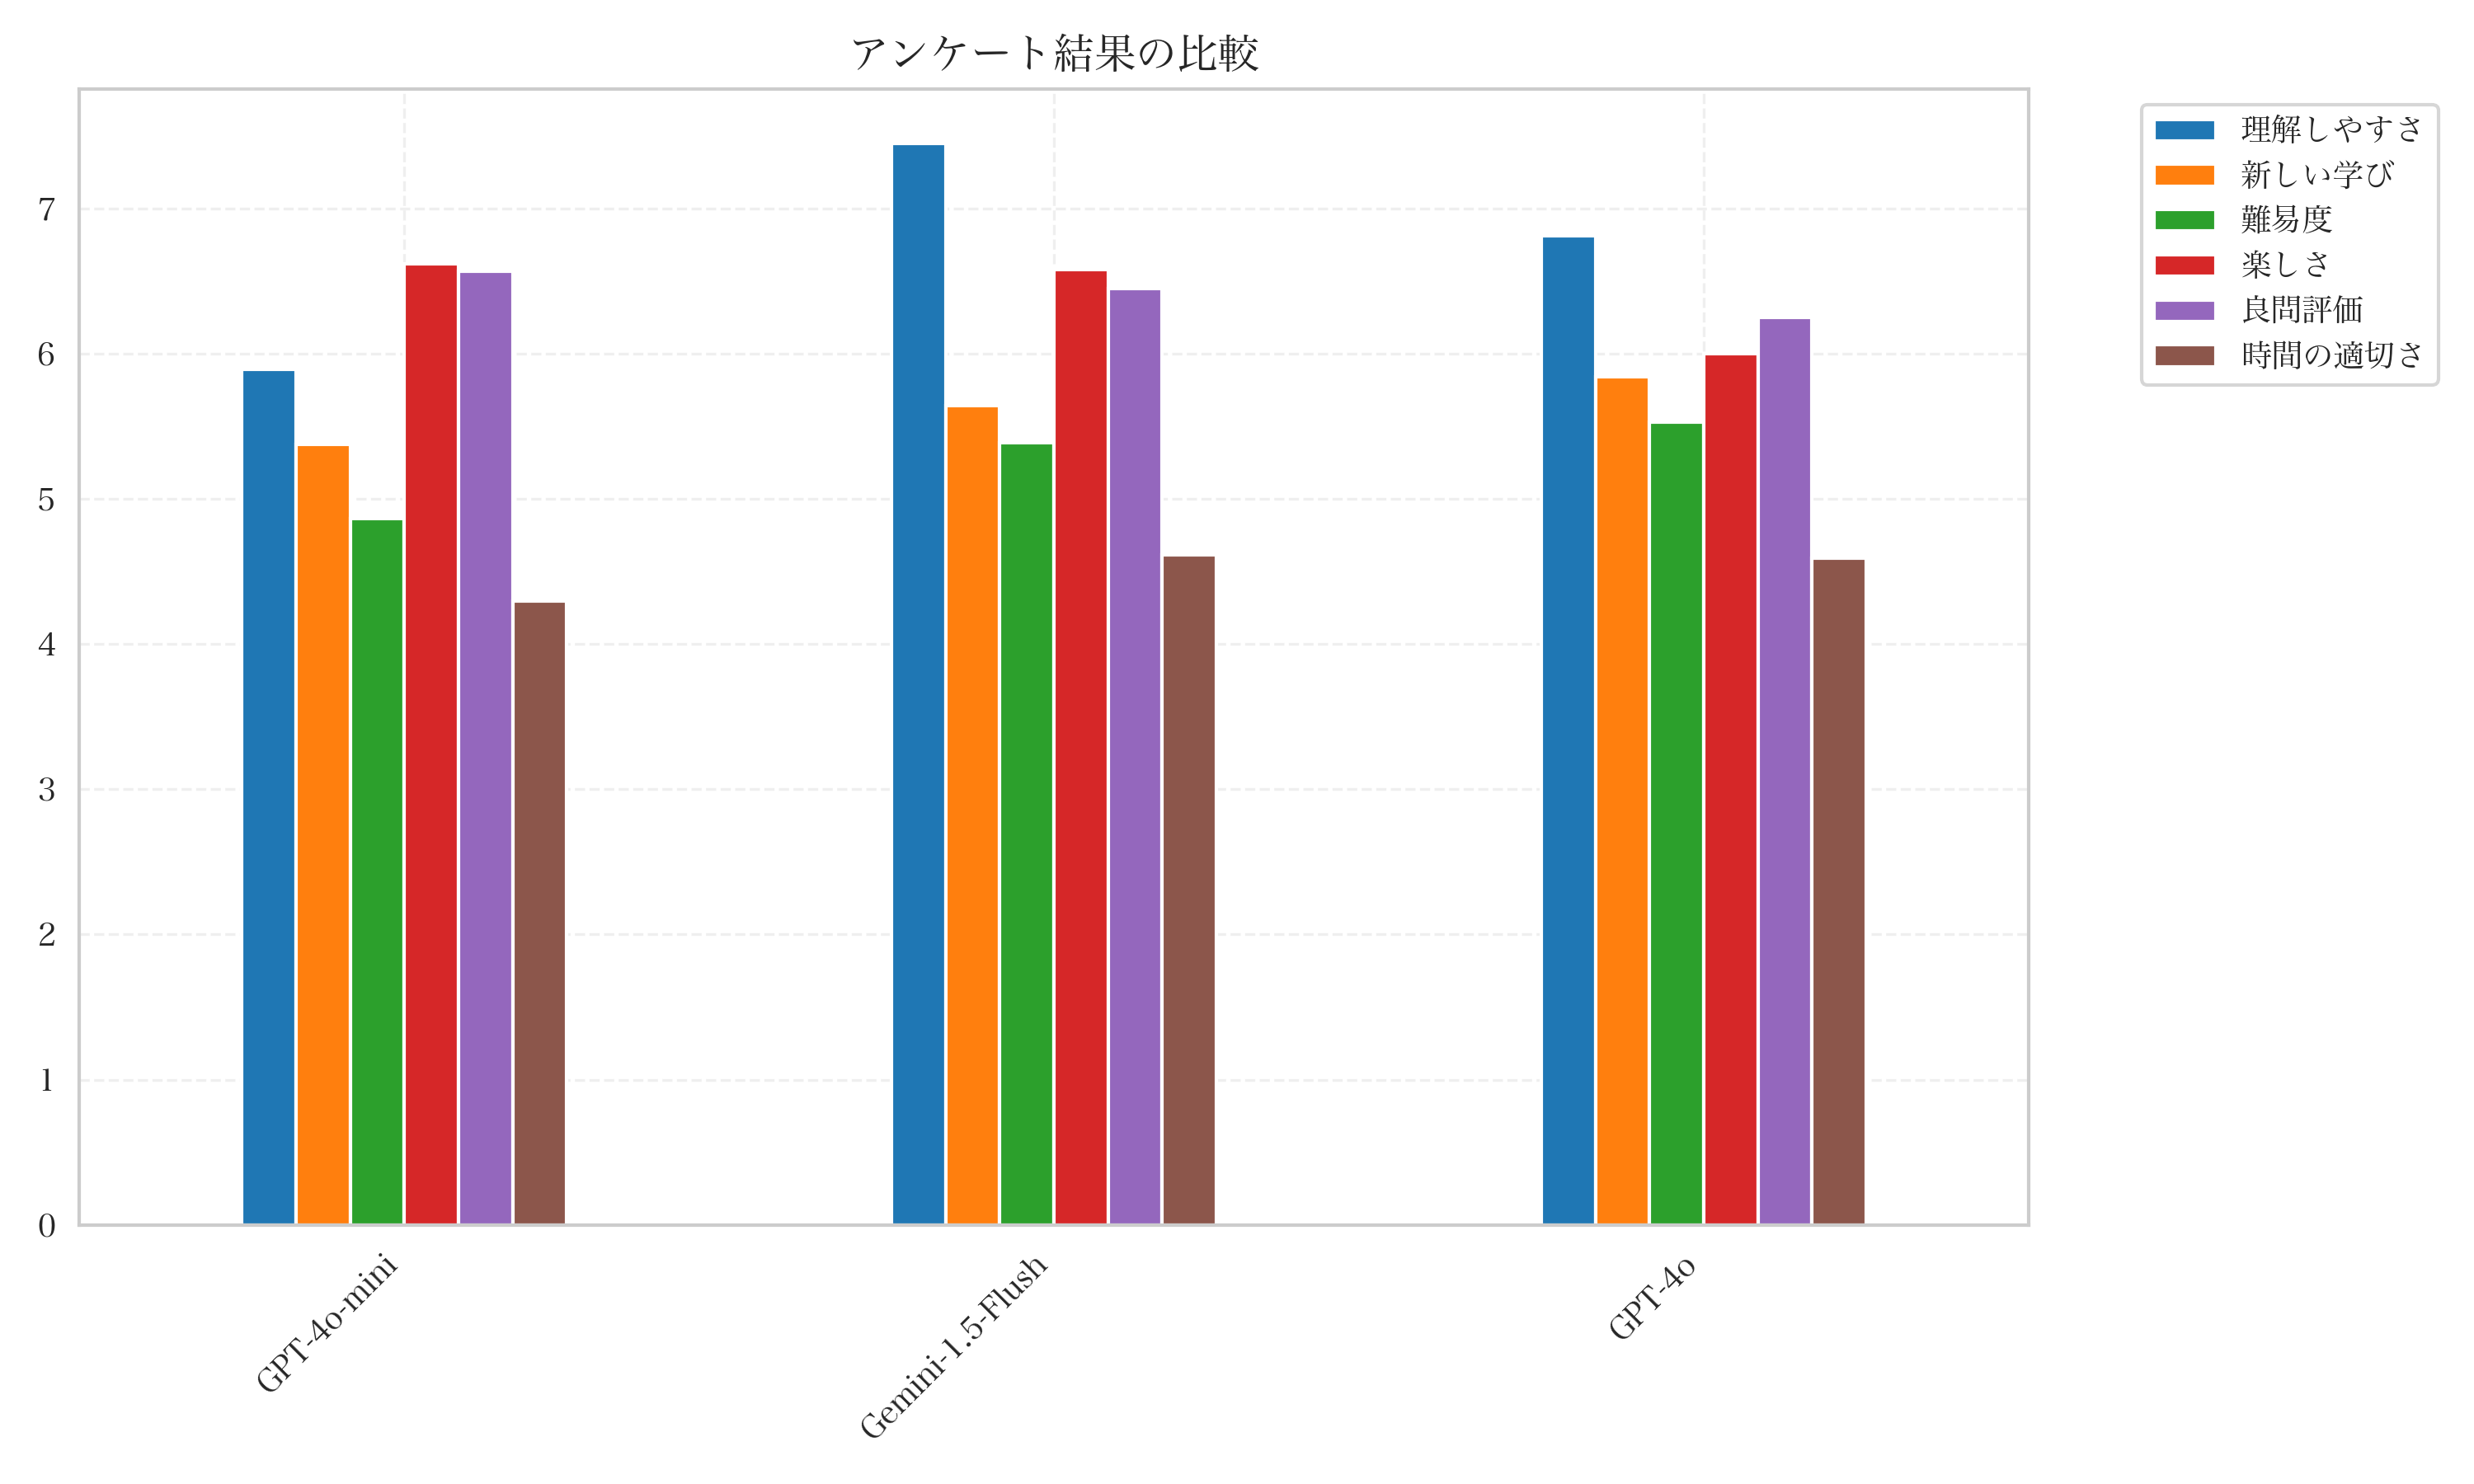 アンケート結果の比較
7
6
5
4
3
2
1
0
GPT-4o-mini
Gemini-1.5-Flush
GPT-4o
理解しやすさ
新しい学び
難易度
楽しさ
良問評価
時間の適切さ